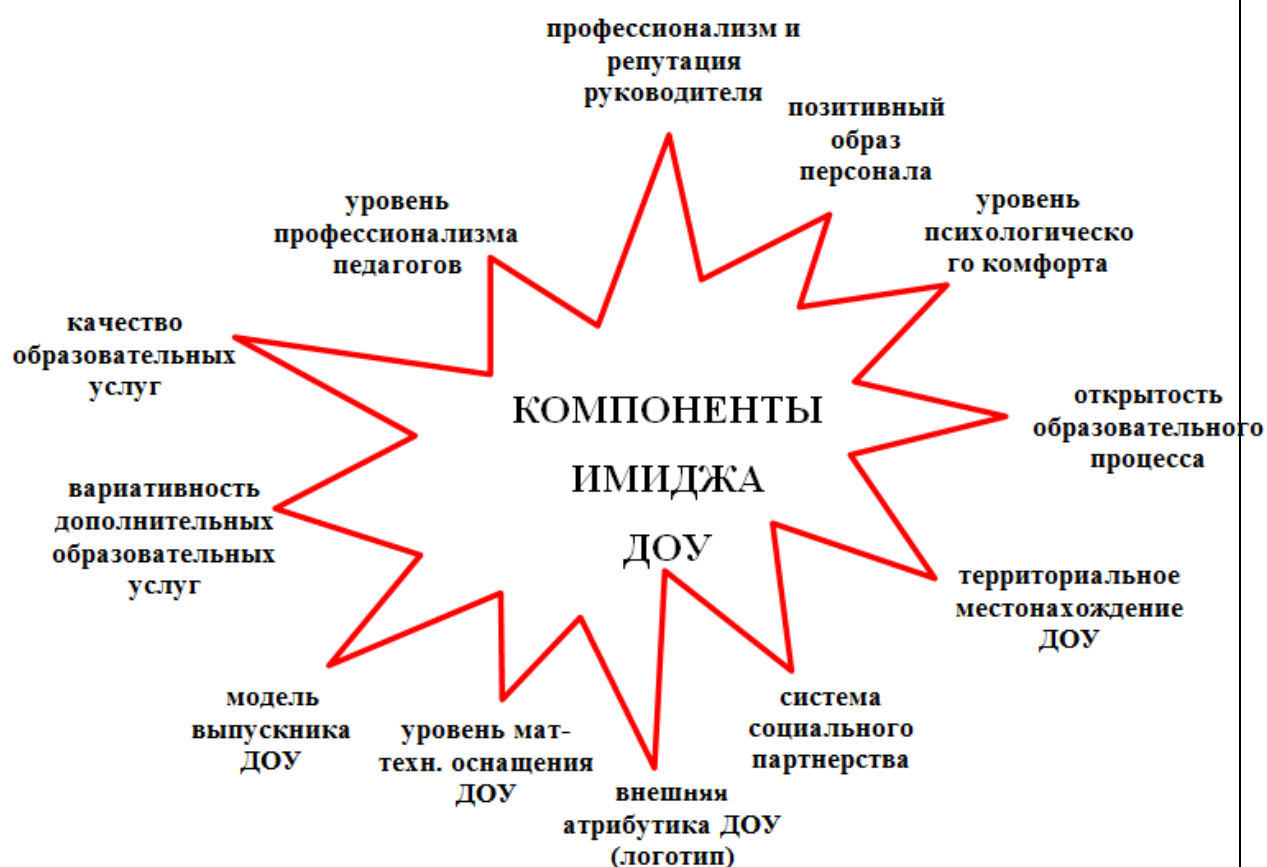 профессионализм и
репутация
руководителя
позитивный
образ
персонала
уровень
психологическо
го комфорта
открытость
образовательного
процесса
территориальное
местонахождение
ДОУ
система
социального
партнерства
внешняя
атрибутика ДОУ
(логотип)
уровень мат-
техн. оснащения
ДОУ
модель
выпускника
ДОУ
вариативность
дополнительных
образовательных
услуг
качество
образовательных
услуг
уровень
профессионализма
педагогов
КОМПОНЕНТЫ
ИМИДЖА
ДОУ